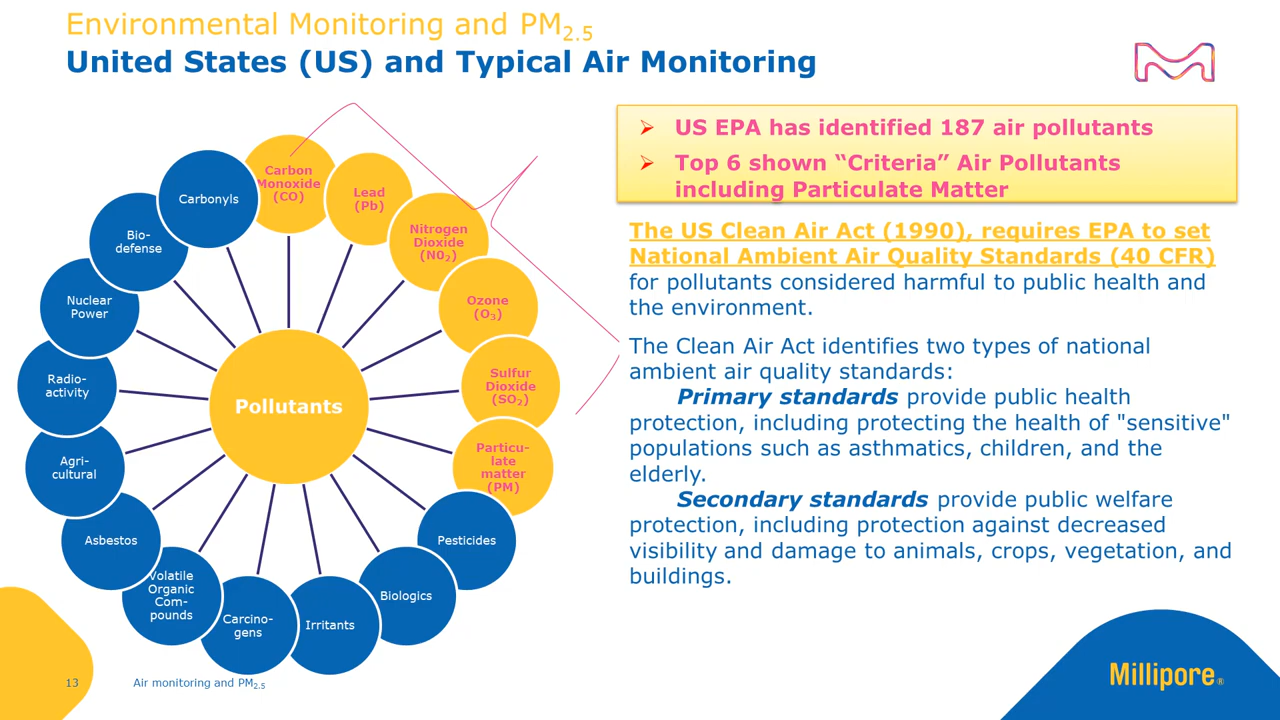 Environmental Monitoring and PM2.5
United States (US) and Typical Air Monitoring
US EPA has identified 187 air pollutants
Top 6 shown “Criteria” Air Pollutants
including Particulate Matter
The US Clean Air Act (1990), requires EPA to set
National Ambient Air Quality Standards (40 CFR)
for pollutants considered harmful to public health and
the environment.
The Clean Air Act identifies two types of national
ambient air quality standards:
Primary standards provide public health
protection, including protecting the health of "sensitive"
populations such as asthmatics, children, and the
elderly.
Secondary standards provide public welfare
protection, including protection against decreased
visibility and damage to animals, crops, vegetation, and
buildings.
Pollutants
Carbon
Monoxide
(CO)
Lead
(Pb)
Nitrogen
Dioxide
(N0₂)
Ozone
(O₃)
Sulfur
Dioxide
(SO₂)
Particu-
late
matter
(PM)
Pesticides
Biologics
Irritants
Carcino-
gens
Volatile
Organic
Com-
pounds
Asbestos
Agri-
cultural
Radio-
activity
Nuclear
Power
Bio-
defense
Carbonyls
13
Air monitoring and PM2.5
Millipore®